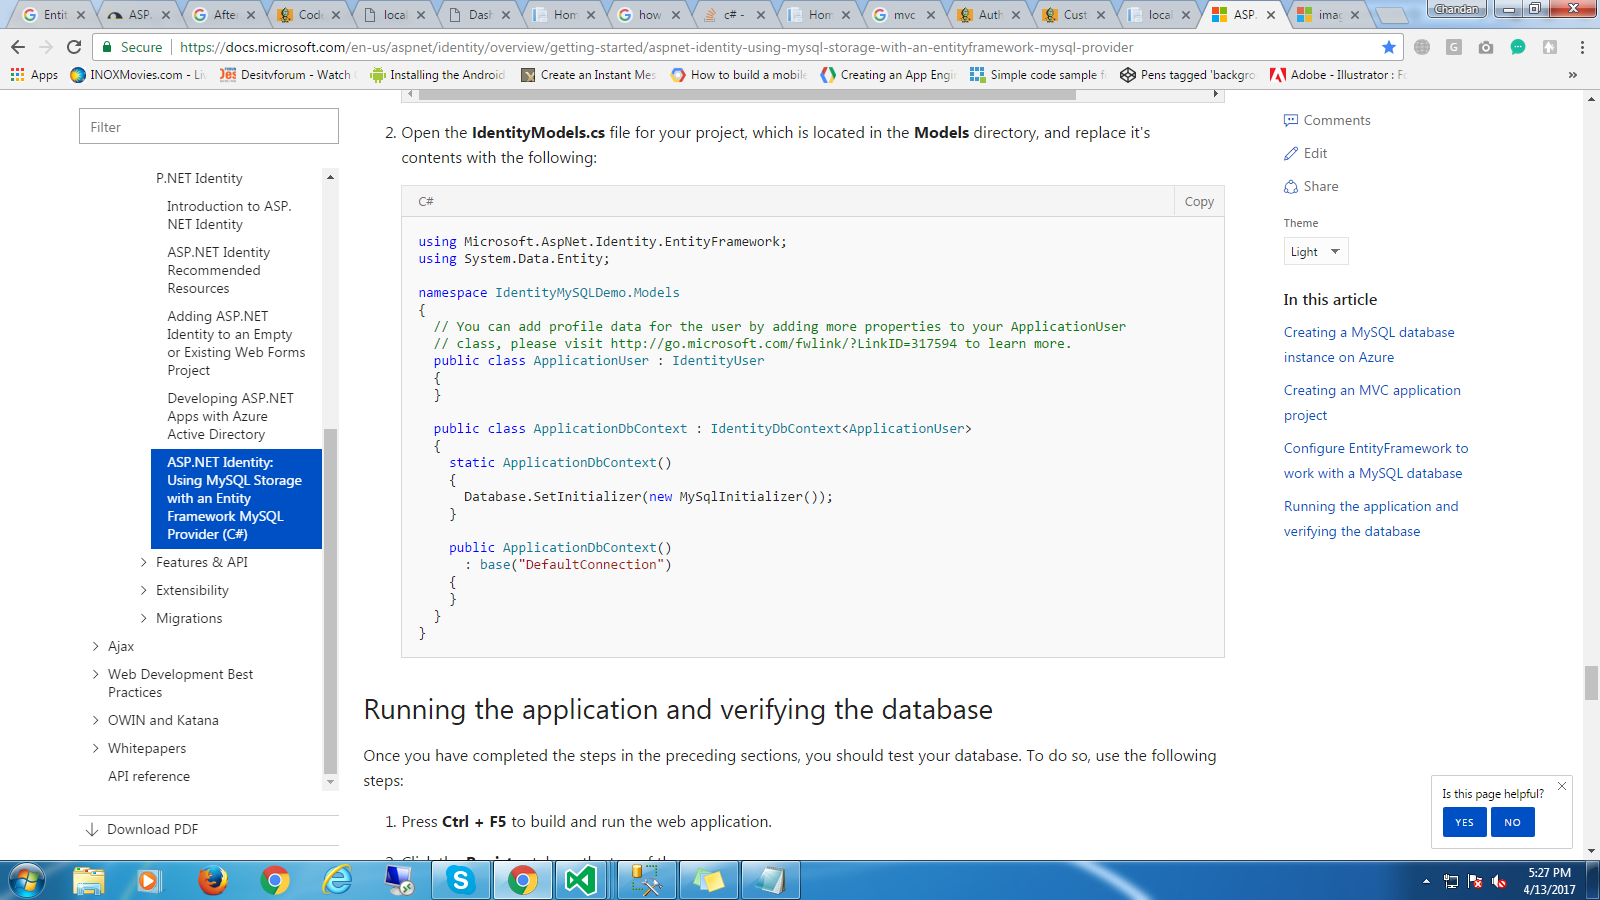 Entit
ASP.
After
Code
local
Dash
Hom
how
c# -
Hom
mvc
Auth
Cust
local
ASP.
imag
Chandan
Secure
https://docs.microsoft.com/en-us/aspnet/identity/overview/getting-started/aspnet-identity-using-mysql-storage-with-an-entityframework-mysql-provider
Apps
INOXMovies.com - Liv
Desitvforum - Watch
Installing the Android
Create an Instant Mes
How to build a mobile
Creating an App Engi
Simple code sample f
Pens tagged 'backgro
Adobe - Illustrator : Fo
»
Filter
P.NET Identity
Introduction to ASP.
NET Identity
ASP.NET Identity
Recommended
Resources
Adding ASP.NET
Identity to an Empty
or Existing Web Forms
Project
Developing ASP.NET
Apps with Azure
Active Directory
ASP.NET Identity:
Using MySQL Storage
with an Entity
Framework MySQL
Provider (C#)
Features & API
Extensibility
Migrations
Ajax
Web Development Best
Practices
OWIN and Katana
Whitepapers
API reference
Download PDF
2. Open the IdentityModels.cs file for your project, which is located in the Models directory, and replace it's
contents with the following:
C#
Copy
using Microsoft.AspNet.Identity.EntityFramework;
using System.Data.Entity;
namespace IdentityMySQLDemo.Models
{
// You can add profile data for the user by adding more properties to your ApplicationUser
// class, please visit http://go.microsoft.com/fwlink/?LinkID=317594 to learn more.
public class ApplicationUser : IdentityUser
{
}
public class ApplicationDbContext : IdentityDbContext<ApplicationUser>
{
static ApplicationDbContext()
{
Database.SetInitializer(new MySqlInitializer());
}
public ApplicationDbContext()
: base("DefaultConnection")
{
}
}
}
Running the application and verifying the database
Once you have completed the steps in the preceding sections, you should test your database. To do so, use the following
steps:
1. Press Ctrl + F5 to build and run the web application.
Comments
Edit
Share
Theme
Light
In this article
Creating a MySQL database
instance on Azure
Creating an MVC application
project
Configure EntityFramework to
work with a MySQL database
Running the application and
verifying the database
Is this page helpful?
YES
NO
5:27 PM
4/13/2017